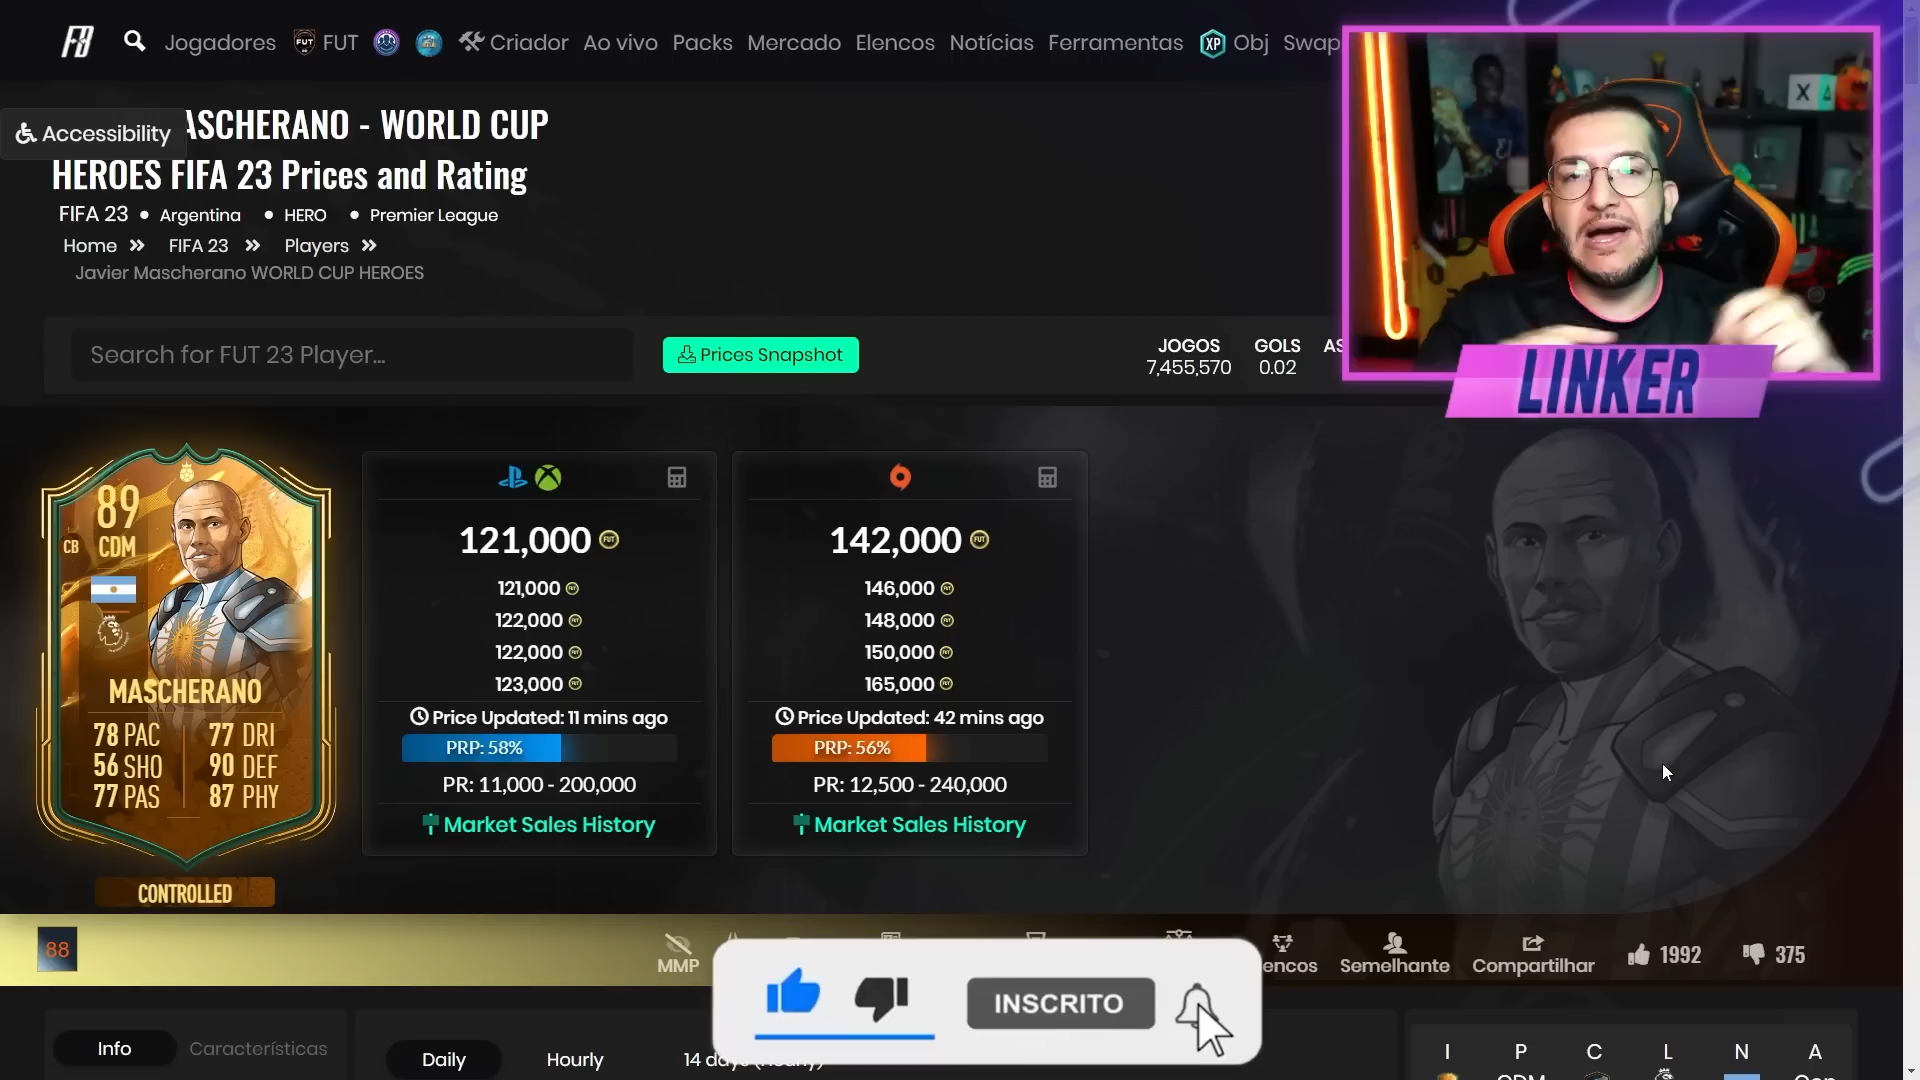 Jogadores FUT Criador Ao vivo Packs Mercado Elencos Notícias Ferramentas XP Obj Swap
Accessibility
ASCHERANO - WORLD CUP
HEROES FIFA 23 Prices and Rating
FIFA 23 • Argentina • HERO • Premier League
Home » FIFA 23 » Players »
Javier Mascherano WORLD CUP HEROES
Search for FUT 23 Player...
Prices Snapshot
JOGOS GOLS AS
7,455,570 0.02
LINKER
89
CDM
CB
MASCHERANO
78 PAC 77 DRI
56 SHO 90 DEF
77 PAS 87 PHY
CONTROLLED
121,000
121,000
122,000
122,000
123,000
Price Updated: 11 mins ago
PRP: 58%
PR: 11,000 - 200,000
Market Sales History
142,000
146,000
148,000
150,000
165,000
Price Updated: 42 mins ago
PRP: 56%
PR: 12,500 - 240,000
Market Sales History
88
MMP
encos Semelhante Compartilhar 1992 375
INSCRITO
Info Características
Daily Hourly
I P C L N A